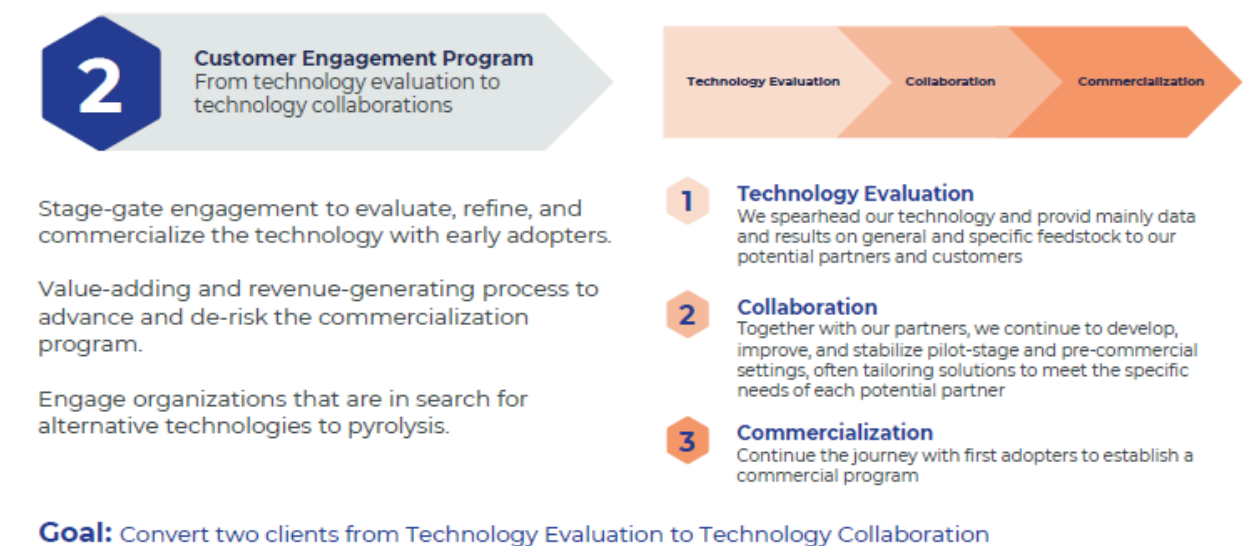 2
Customer Engagement Program
From technology evaluation to
technology collaborations
Stage-gate engagement to evaluate, refine, and
commercialize the technology with early adopters.
Value-adding and revenue-generating process to
advance and de-risk the commercialization
program.
Engage organizations that are in search for
alternative technologies to pyrolysis.
Technology Evaluation
Collaboration
Commercialization
1
Technology Evaluation
We spearhead our technology and provid mainly data
and results on general and specific feedstock to our
potential partners and customers
2
Collaboration
Together with our partners, we continue to develop,
improve, and stabilize pilot-stage and pre-commercial
settings, often tailoring solutions to meet the specific
needs of each potential partner
3
Commercialization
Continue the journey with first adopters to establish a
commercial program
Goal: Convert two clients from Technology Evaluation to Technology Collaboration